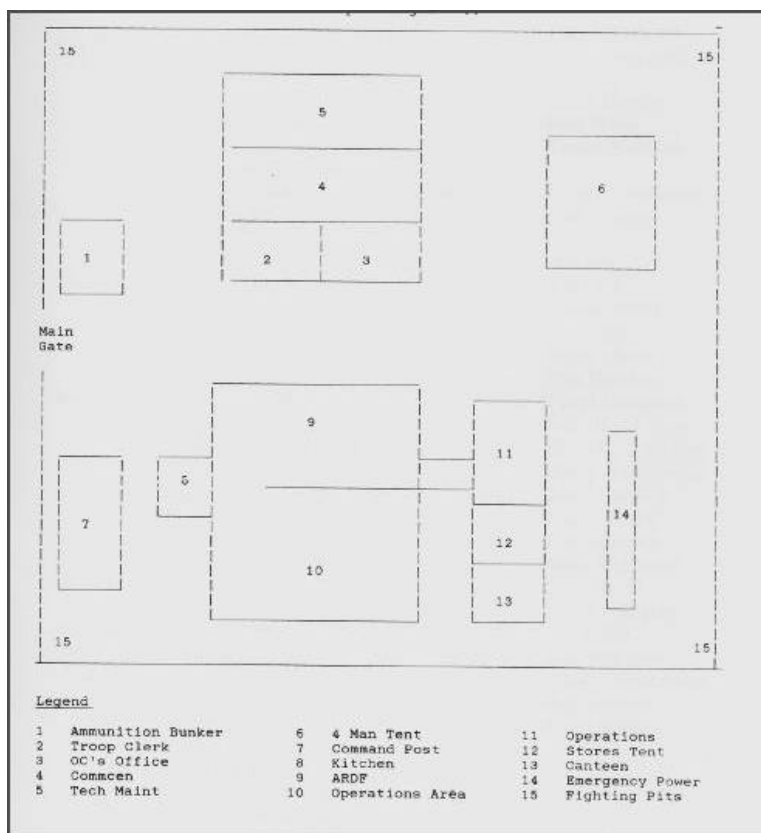 15
15
5
4
6
1
2
3
Main
Gate
9
11
7
14
12
10
13
15
15
Legend
1 Ammunition Bunker 6 4 Man Tent 11 Operations
2 Troop Clerk 7 Command Post 12 Stores Tent
3 OC's Office 8 Kitchen 13 Canteen
4 Commcen 9 ARDF 14 Emergency Power
5 Tech Maint 10 Operations Area 15 Fighting Pits